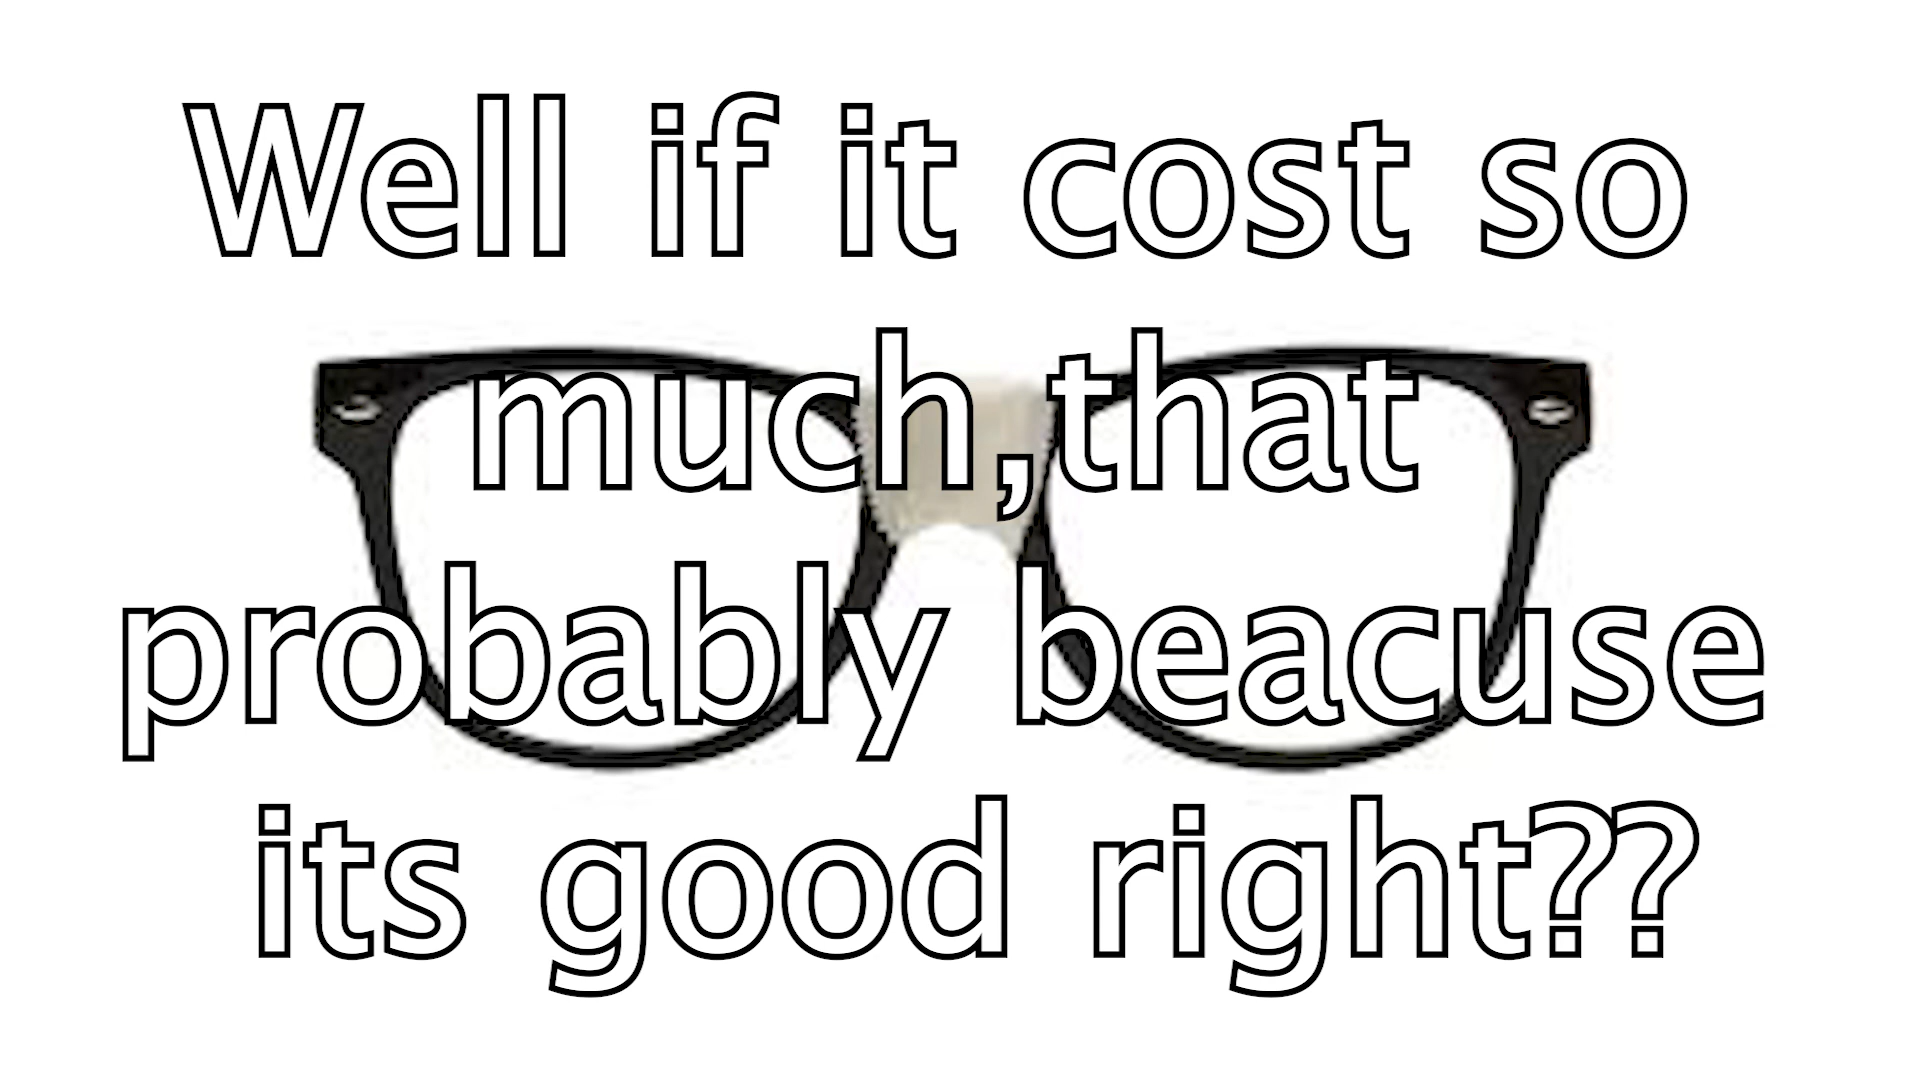 Well if it cost so
much,that
probably beacuse
its good right??